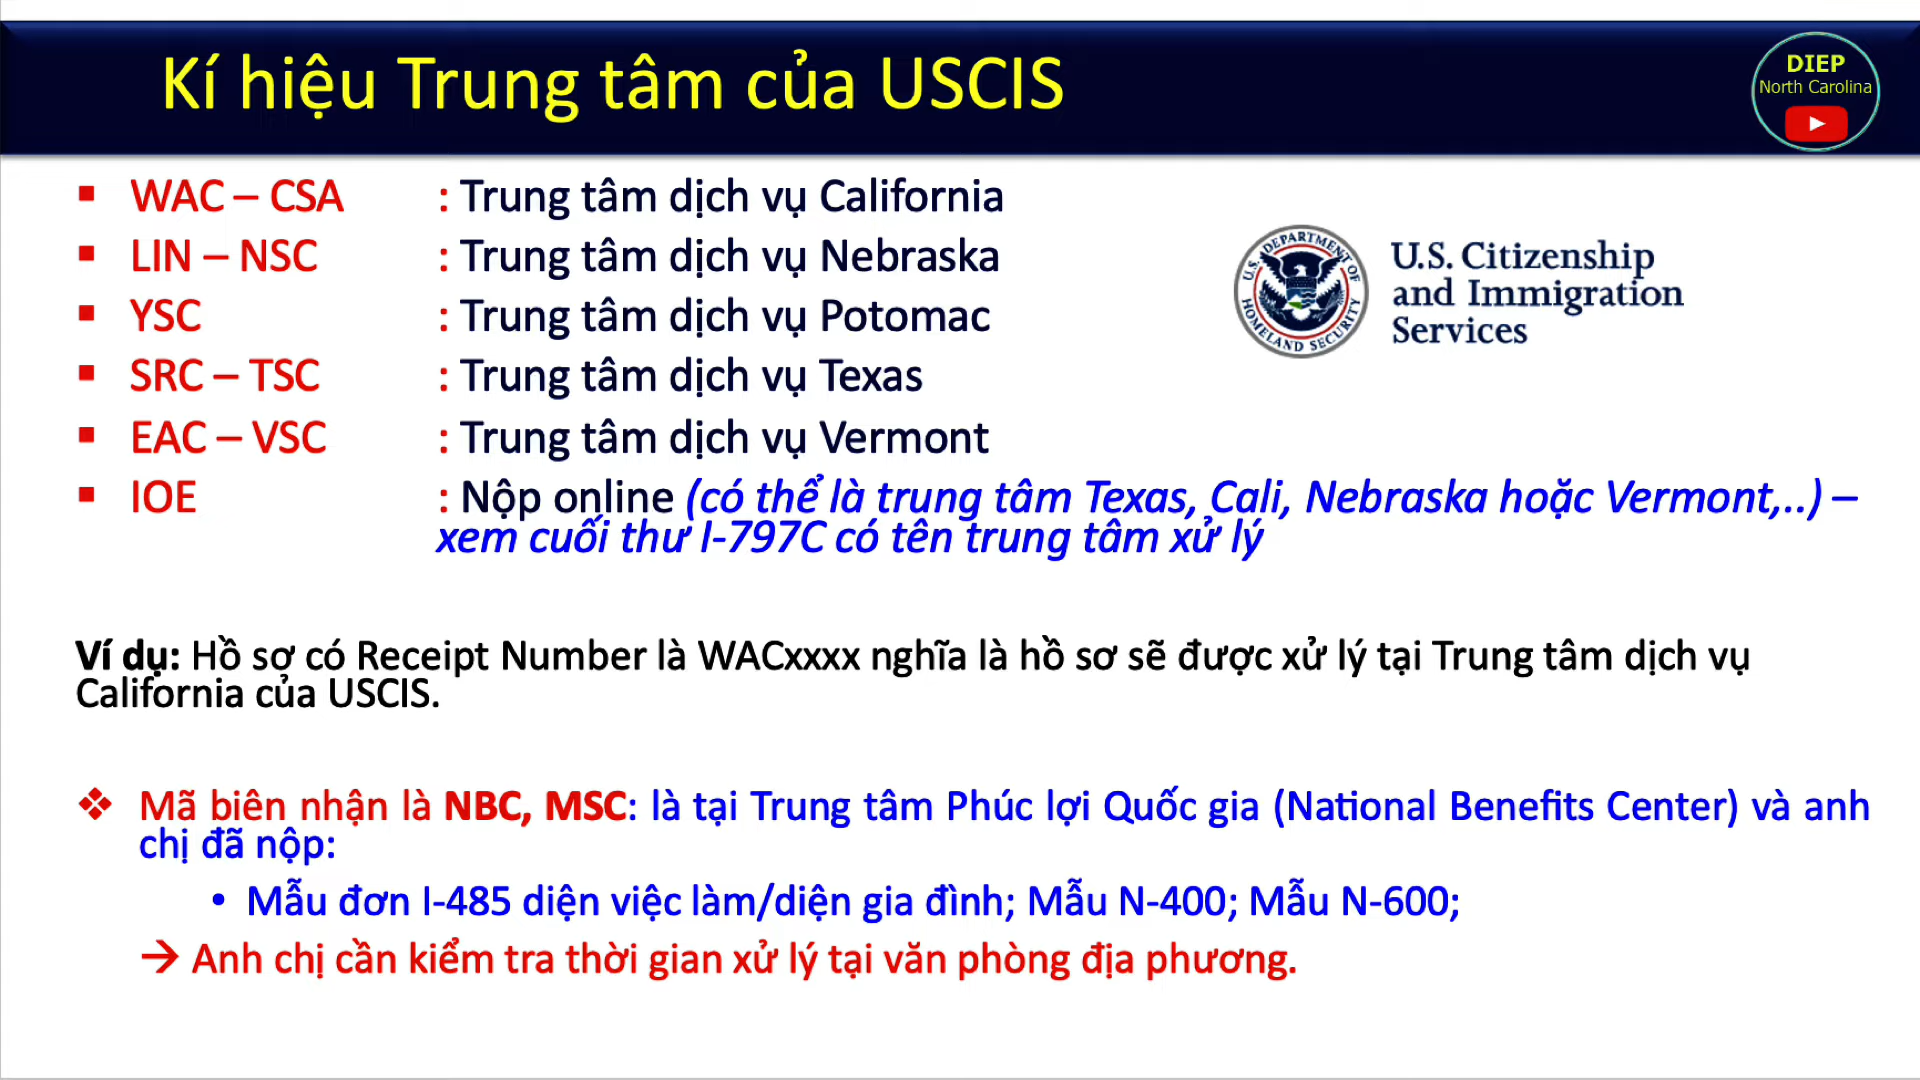 Kí hiệu Trung tâm của USCIS
DIEP
North Carolina
▪ WAC – CSA : Trung tâm dịch vụ California
▪ LIN – NSC : Trung tâm dịch vụ Nebraska
▪ YSC : Trung tâm dịch vụ Potomac
▪ SRC – TSC : Trung tâm dịch vụ Texas
▪ EAC – VSC : Trung tâm dịch vụ Vermont
▪ IOE : Nộp online (có thể là trung tâm Texas, Cali, Nebraska hoặc Vermont,..) –
xem cuối thư I-797C có tên trung tâm xử lý
U.S. DEPARTMENT OF HOMELAND SECURITY
U.S. Citizenship
and Immigration
Services
Ví dụ: Hồ sơ có Receipt Number là WACxxxx nghĩa là hồ sơ sẽ được xử lý tại Trung tâm dịch vụ
California của USCIS.
❖ Mã biên nhận là NBC, MSC: là tại Trung tâm Phúc lợi Quốc gia (National Benefits Center) và anh
chị đã nộp:
• Mẫu đơn I-485 diện việc làm/diện gia đình; Mẫu N-400; Mẫu N-600;
→ Anh chị cần kiểm tra thời gian xử lý tại văn phòng địa phương.